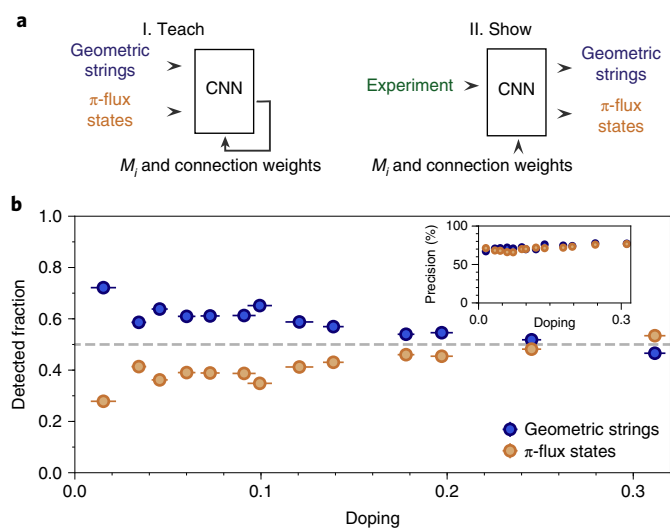 a
I. Teach
II. Show
Geometric
strings
π-flux
states
CNN
M_i and connection weights
Experiment
CNN
Geometric
strings
π-flux
states
M_i and connection weights
b
1.0
0.8
0.6
0.4
0.2
0.0
Detected fraction
0.0
0.1
0.2
0.3
Doping
100
50
0
Precision (%)
0.0
0.3
Doping
Geometric strings
π-flux states